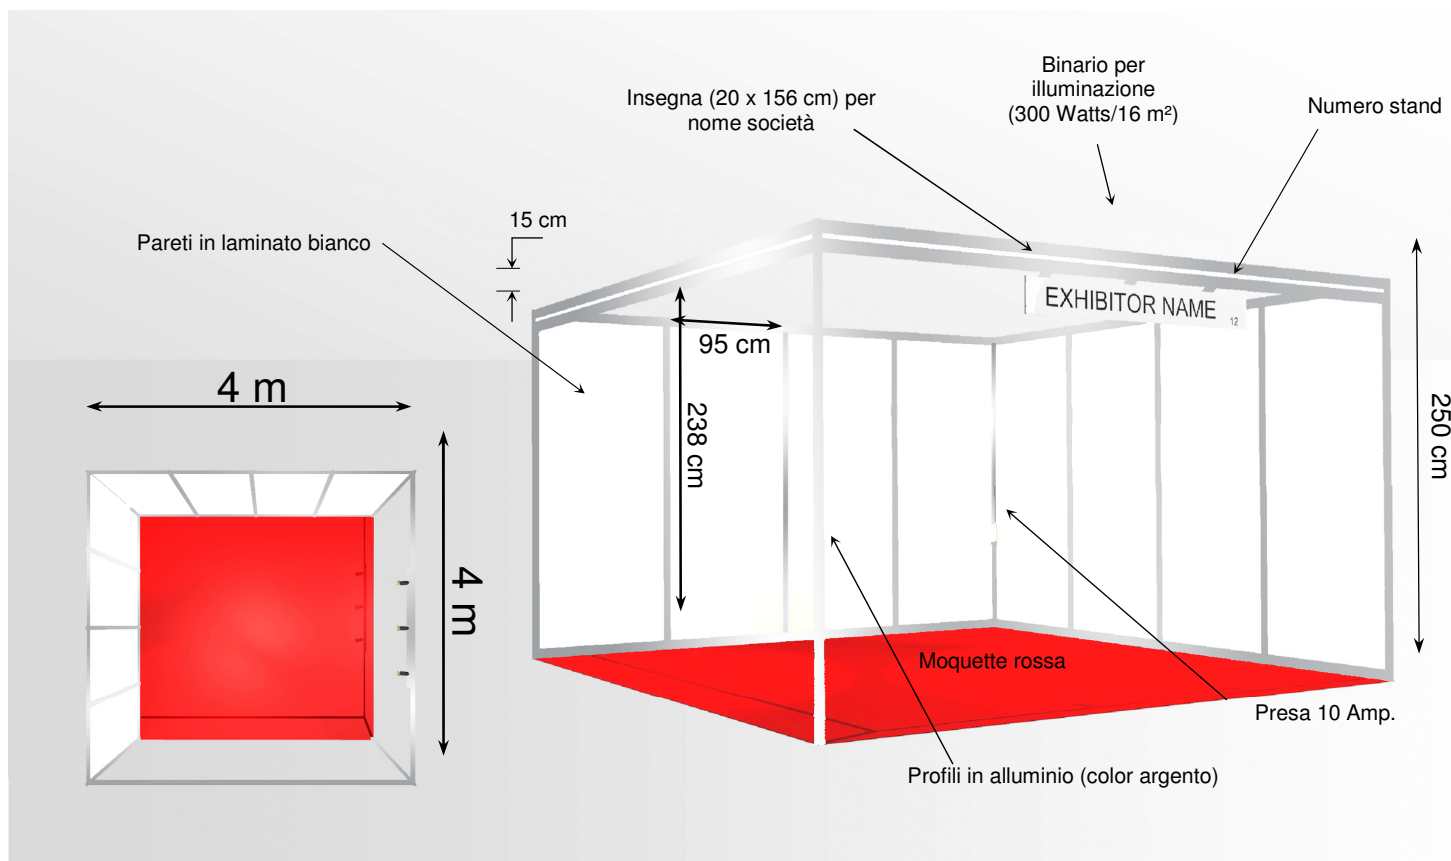 Binario per
illuminazione
(300 Watts/16 m²)
Insegna (20 x 156 cm) per
nome società
Numero stand
15 cm
Pareti in laminato bianco
EXHIBITOR NAME
12
95 cm
4 m
238 cm
250 cm
4 m
Moquette rossa
Presa 10 Amp.
Profili in alluminio (color argento)